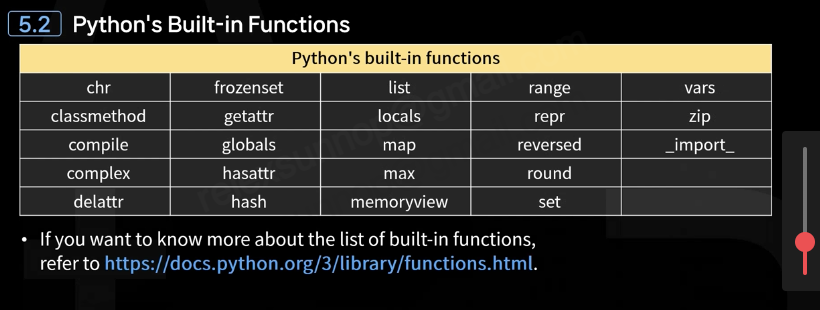 5.2 Python's Built-in Functions
Python's built-in functions
chr frozenset list range vars
classmethod getattr locals repr zip
compile globals map reversed _import_
complex hasattr max round
delattr hash memoryview set
• If you want to know more about the list of built-in functions,
refer to https://docs.python.org/3/library/functions.html.